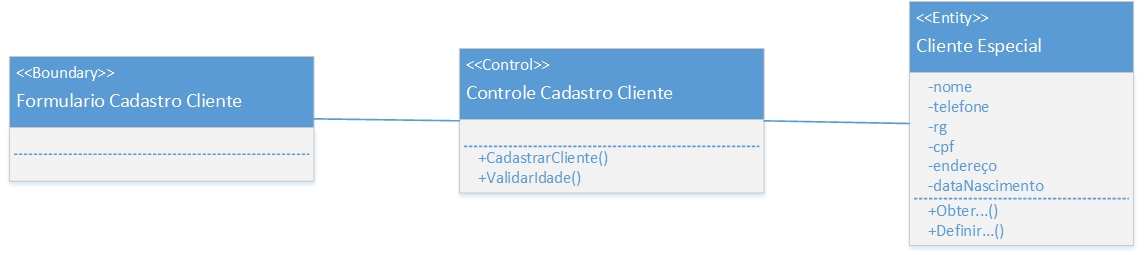 <<Boundary>>
Formulario Cadastro Cliente
<<Control>>
Controle Cadastro Cliente
+CadastrarCliente()
+ValidarIdade()
<<Entity>>
Cliente Especial
-nome
-telefone
-rg
-cpf
-endereço
-dataNascimento
+Obter...()
+Definir...()